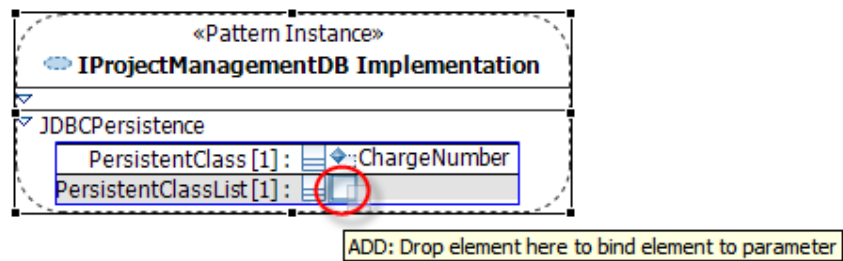 «Pattern Instance»
IProjectManagementDB Implementation
JDBCPersistence
PersistentClass [1] : ChargeNumber
PersistentClassList [1] :
ADD: Drop element here to bind element to parameter